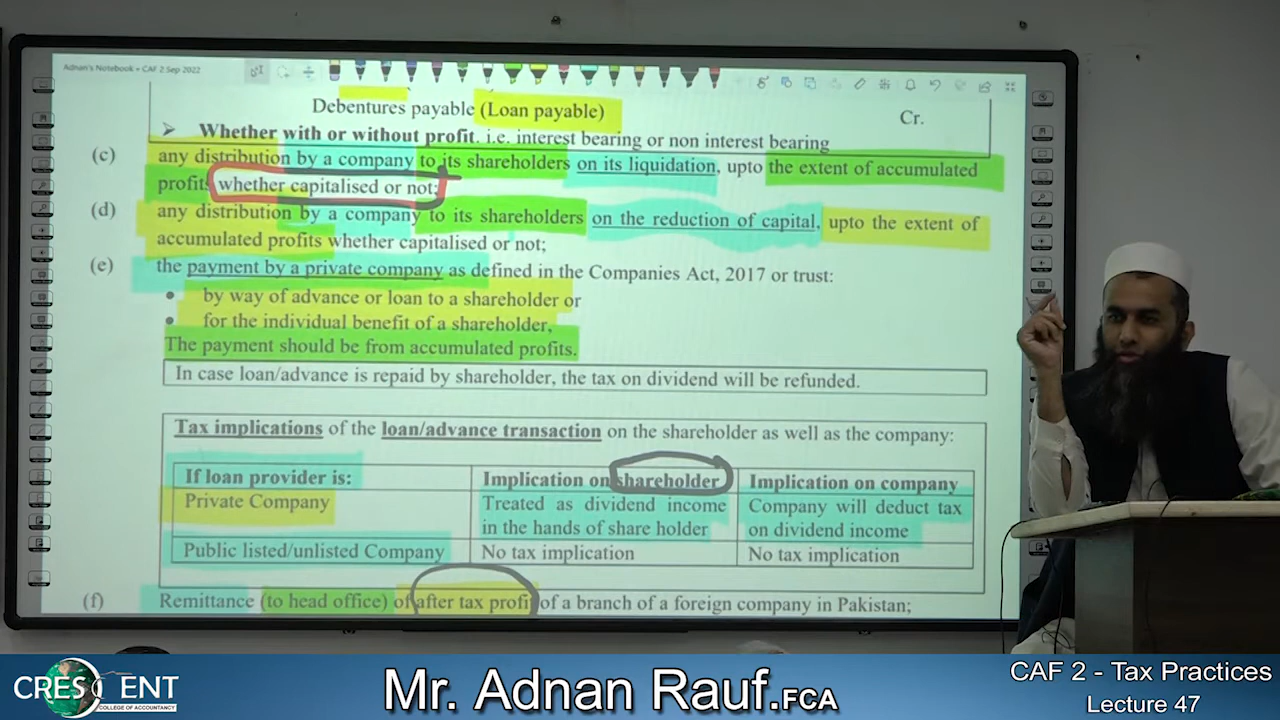 Adnan's Notebook • CAF 2 Sep 2022
Debentures payable (Loan payable)
Cr.
➢ Whether with or without profit. i.e. interest bearing or non interest bearing
(c) any distribution by a company to its shareholders on its liquidation, upto the extent of accumulated
profits whether capitalised or not;
(d) any distribution by a company to its shareholders on the reduction of capital, upto the extent of
accumulated profits whether capitalised or not;
(e) the payment by a private company as defined in the Companies Act, 2017 or trust:
• by way of advance or loan to a shareholder or
• for the individual benefit of a shareholder,
The payment should be from accumulated profits.
In case loan/advance is repaid by shareholder, the tax on dividend will be refunded.
Tax implications of the loan/advance transaction on the shareholder as well as the company:
If loan provider is: Implication on shareholder Implication on company
Private Company Treated as dividend income Company will deduct tax
in the hands of share holder on dividend income
Public listed/unlisted Company No tax implication No tax implication
(f) Remittance (to head office) of after tax profit of a branch of a foreign company in Pakistan;
CRESCENT
COLLEGE OF ACCOUNTANCY
Mr. Adnan Rauf.FCA
CAF 2 - Tax Practices
Lecture 47